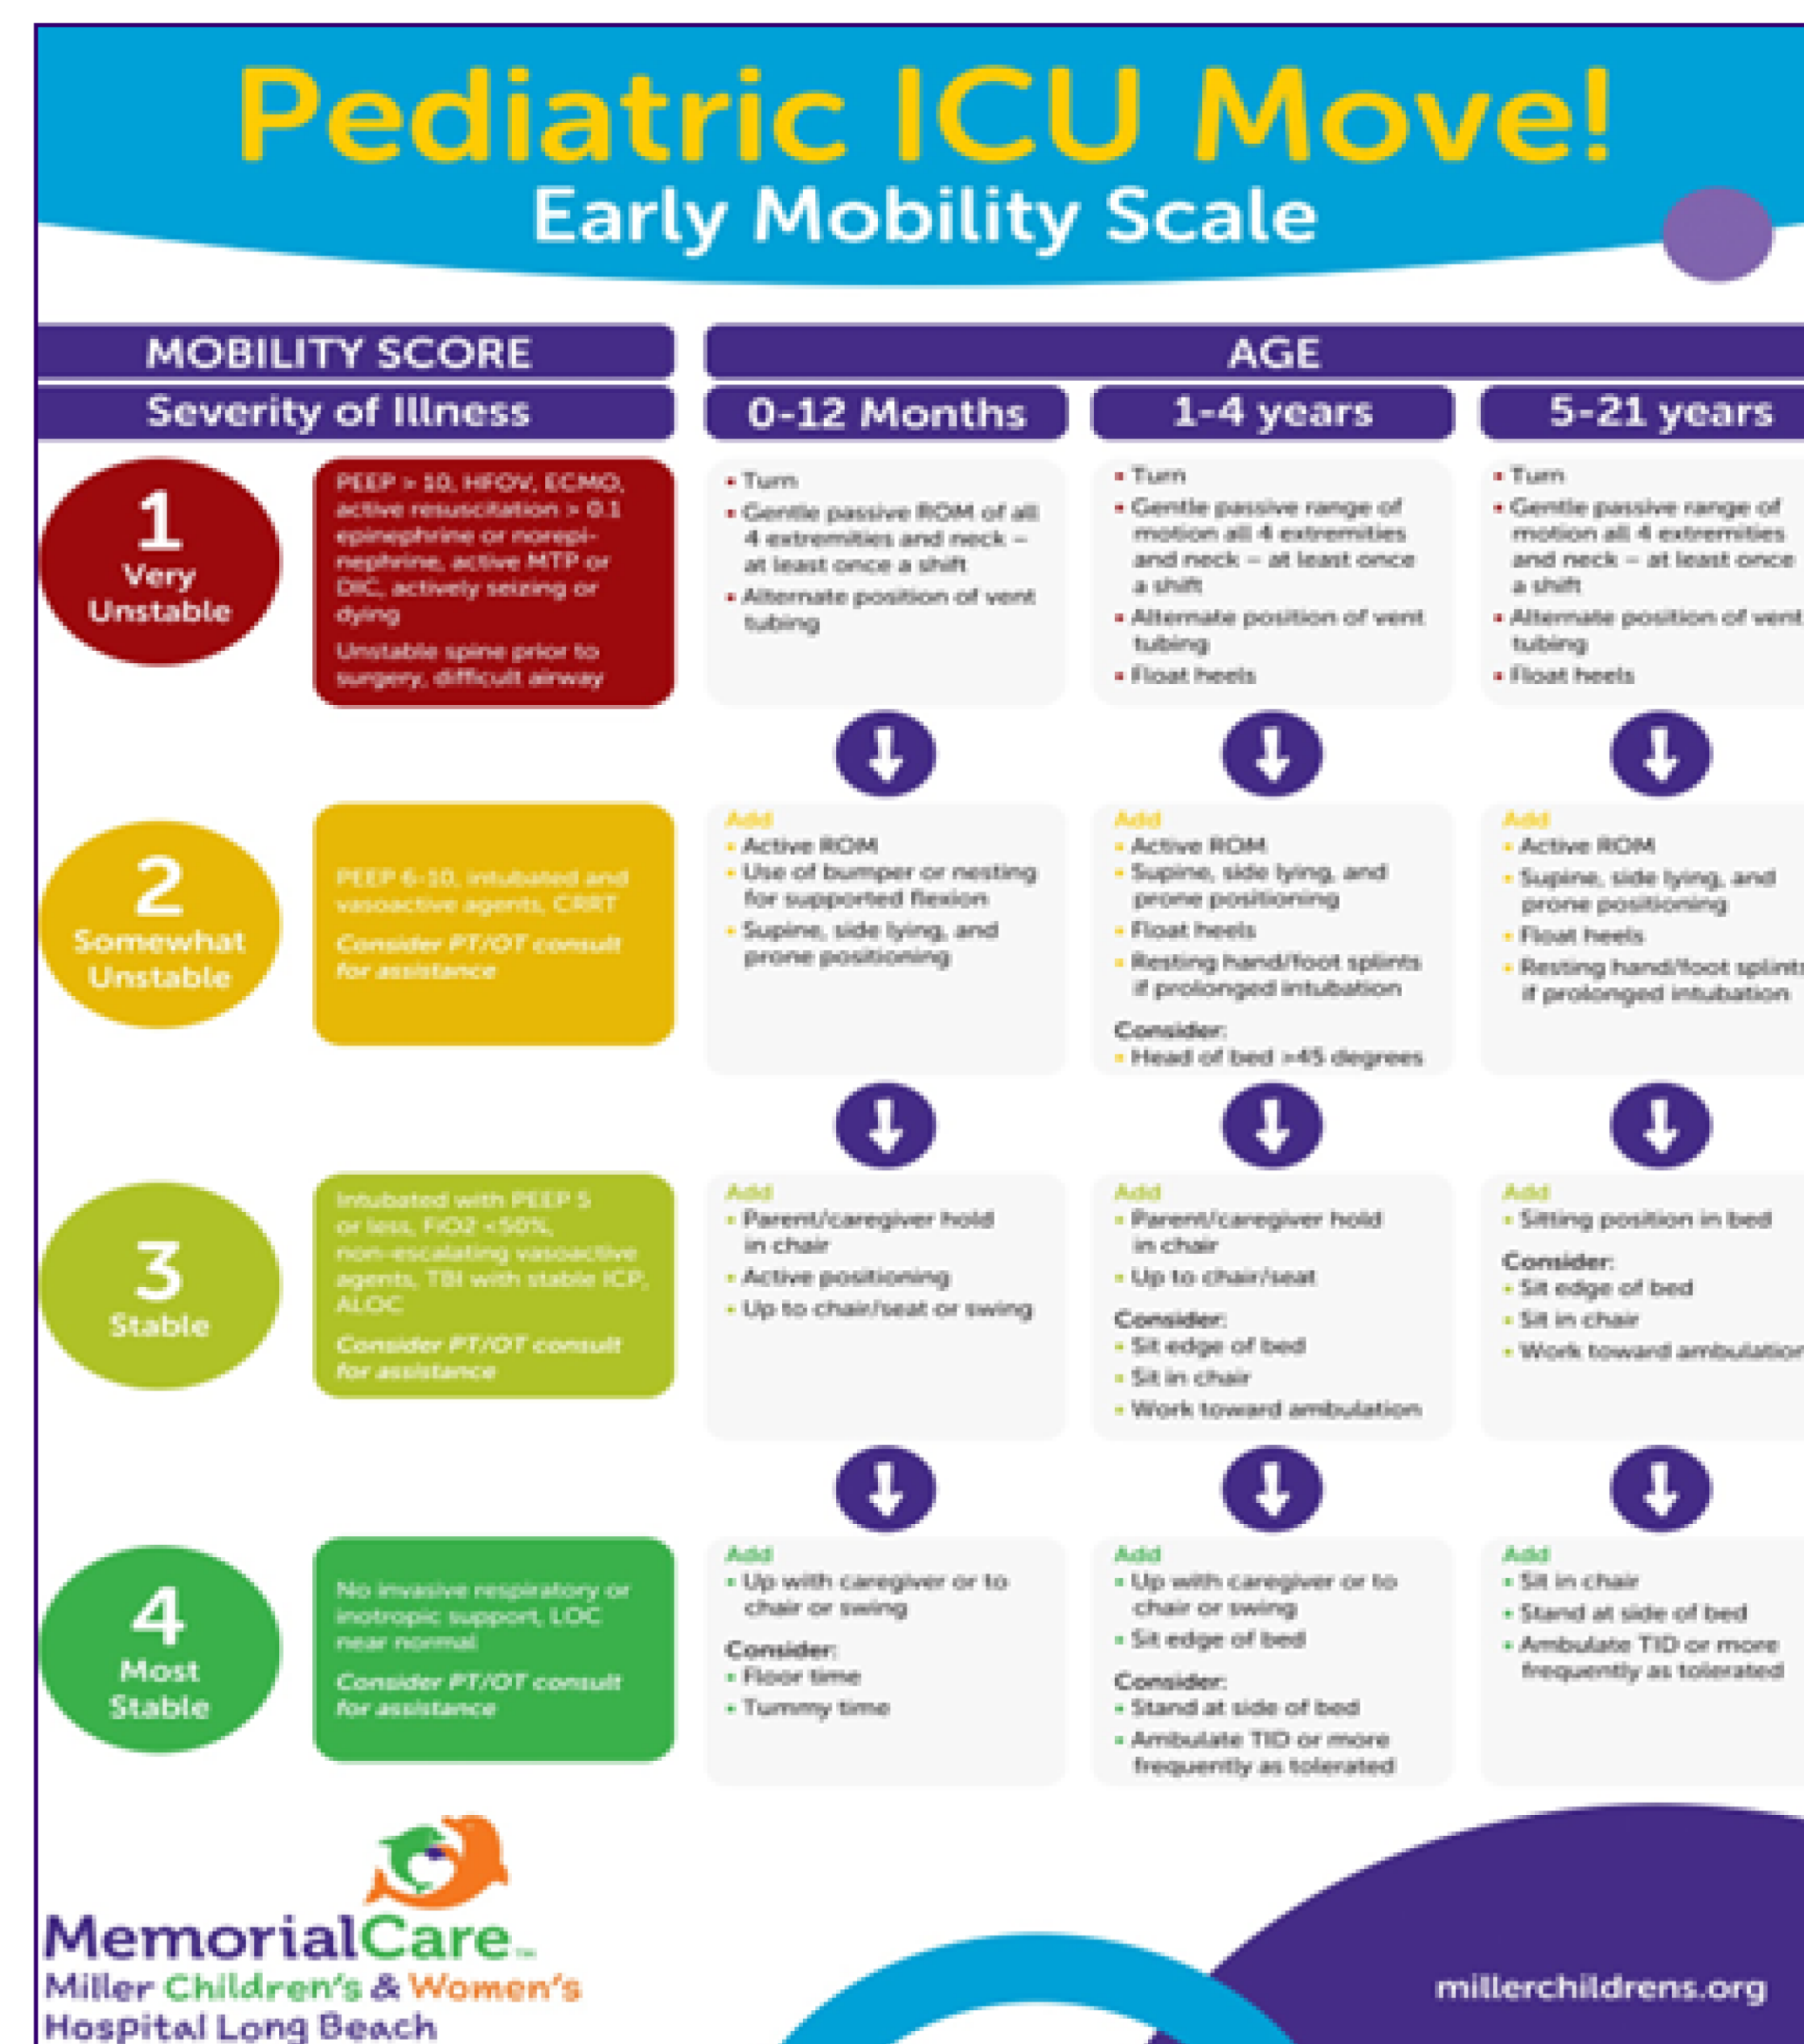 Pediatric ICU Move!
Early Mobility Scale
MOBILITY SCORE
AGE
Severity of Illness
0-12 Months
1-4 years
5-21 years
1
Very
Unstable
PEEP > 10, HFOV, ECMO,
active resuscitation > 0.1
epinephrine or norepi-
nephrine, active MTP or
DIC, actively seizing or
dying
Unstable spine prior to
surgery, difficult airway
• Turn
• Gentle passive ROM of all
4 extremities and neck –
at least once a shift
• Alternate position of vent
tubing
• Turn
• Gentle passive range of
motion all 4 extremities
and neck – at least once
a shift
• Alternate position of vent
tubing
• Float heels
• Turn
• Gentle passive range of
motion all 4 extremities
and neck – at least once
a shift
• Alternate position of vent
tubing
• Float heels
2
Somewhat
Unstable
PEEP 6-10, intubated and
vasoactive agents, CRRT
Consider PT/OT consult
for assistance
Add
• Active ROM
• Use of bumper or nesting
for supported flexion
• Supine, side lying, and
prone positioning
Add
• Active ROM
• Supine, side lying, and
prone positioning
• Float heels
• Resting hand/foot splints
if prolonged intubation
Consider:
• Head of bed >45 degrees
Add
• Active ROM
• Supine, side lying, and
prone positioning
• Float heels
• Resting hand/foot splints
if prolonged intubation
3
Stable
Intubated with PEEP 5
or less, FiO2 <50%,
non-escalating vasoactive
agents, TBI with stable ICP,
ALOC
Consider PT/OT consult
for assistance
Add
• Parent/caregiver hold
in chair
• Active positioning
• Up to chair/seat or swing
Add
• Parent/caregiver hold
in chair
• Up to chair/seat
Consider:
• Sit edge of bed
• Sit in chair
• Work toward ambulation
Add
• Sitting position in bed
Consider:
• Sit edge of bed
• Sit in chair
• Work toward ambulation
4
Most
Stable
No invasive respiratory or
inotropic support, LOC
near normal
Consider PT/OT consult
for assistance
Add
• Up with caregiver or to
chair or swing
Consider:
• Floor time
• Tummy time
Add
• Up with caregiver or to
chair or swing
• Sit edge of bed
Consider:
• Stand at side of bed
• Ambulate TID or more
frequently as tolerated
Add
• Sit in chair
• Stand at side of bed
• Ambulate TID or more
frequently as tolerated
MemorialCare™
Miller Children's & Women's
Hospital Long Beach
millerchildrens.org